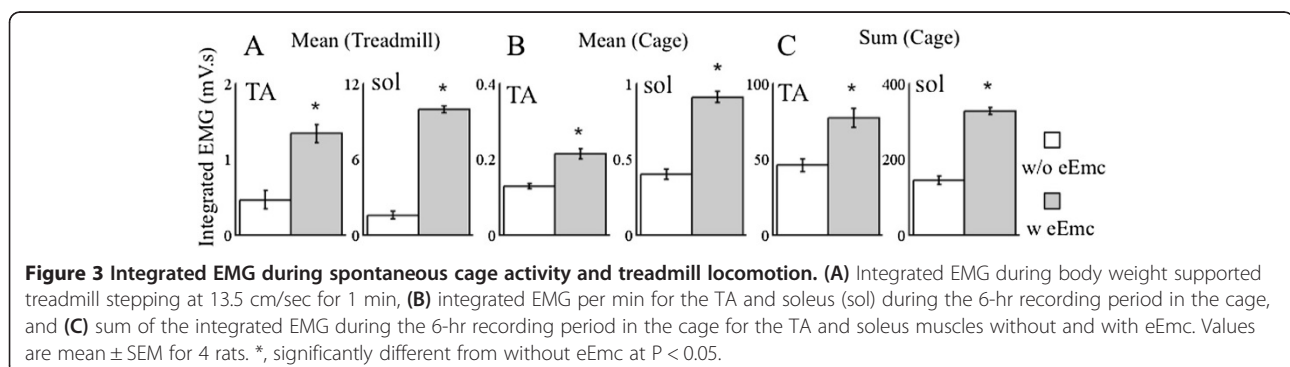 A Mean (Treadmill) B Mean (Cage) C Sum (Cage)
Integrated EMG (mV.s)
2
1
0
TA
*
12
6
0
sol
*
0.4
0.2
0
TA
*
1
0.5
0
sol
*
100
50
0
TA
*
400
200
0
sol
*
w/o eEmc
w eEmc
Figure 3 Integrated EMG during spontaneous cage activity and treadmill locomotion. (A) Integrated EMG during body weight supported
treadmill stepping at 13.5 cm/sec for 1 min, (B) integrated EMG per min for the TA and soleus (sol) during the 6-hr recording period in the cage,
and (C) sum of the integrated EMG during the 6-hr recording period in the cage for the TA and soleus muscles without and with eEmc. Values
are mean ± SEM for 4 rats. *, significantly different from without eEmc at P < 0.05.